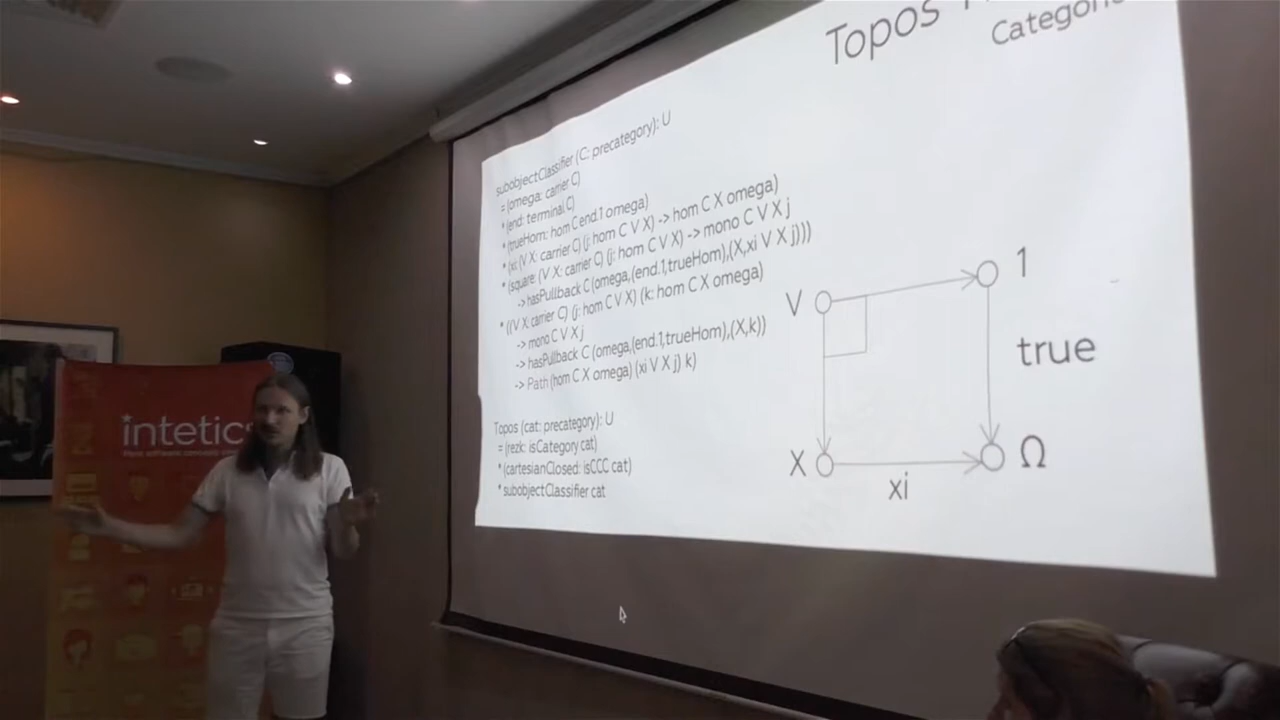 Topos
Categori
subobjectClassifier (C: precategory): U
= (omega: carrier C)
* (end: terminal C)
* (trueHom: hom C end.1 omega)
* (xi: (V X: carrier C) (j: hom C V X) -> hom C X omega)
* (square: (V X: carrier C) (j: hom C V X) -> mono C V X j
-> hasPullback C (omega,(end.1,trueHom),(X,xi V X j)))
* ((V X: carrier C) (j: hom C V X) (k: hom C X omega)
-> mono C V X j
-> hasPullback C (omega,(end.1,trueHom),(X,k))
-> Path (hom C X omega) (xi V X j) k)
Topos (cat: precategory): U
= (rezk: isCategory cat)
* (cartesianClosed: isCCC cat)
* subobjectClassifier cat
V
1
true
X
Ω
xi
intetics